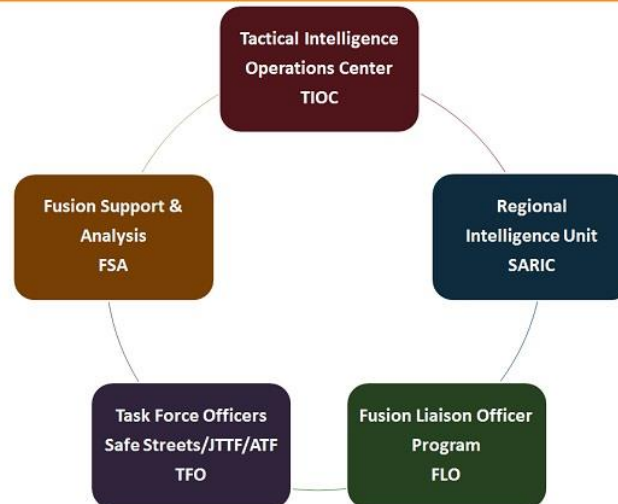 Tactical Intelligence
Operations Center
TIOC
Regional
Intelligence Unit
SARIC
Fusion Liaison Officer
Program
FLO
Task Force Officers
Safe Streets/JTTF/ATF
TFO
Fusion Support &
Analysis
FSA